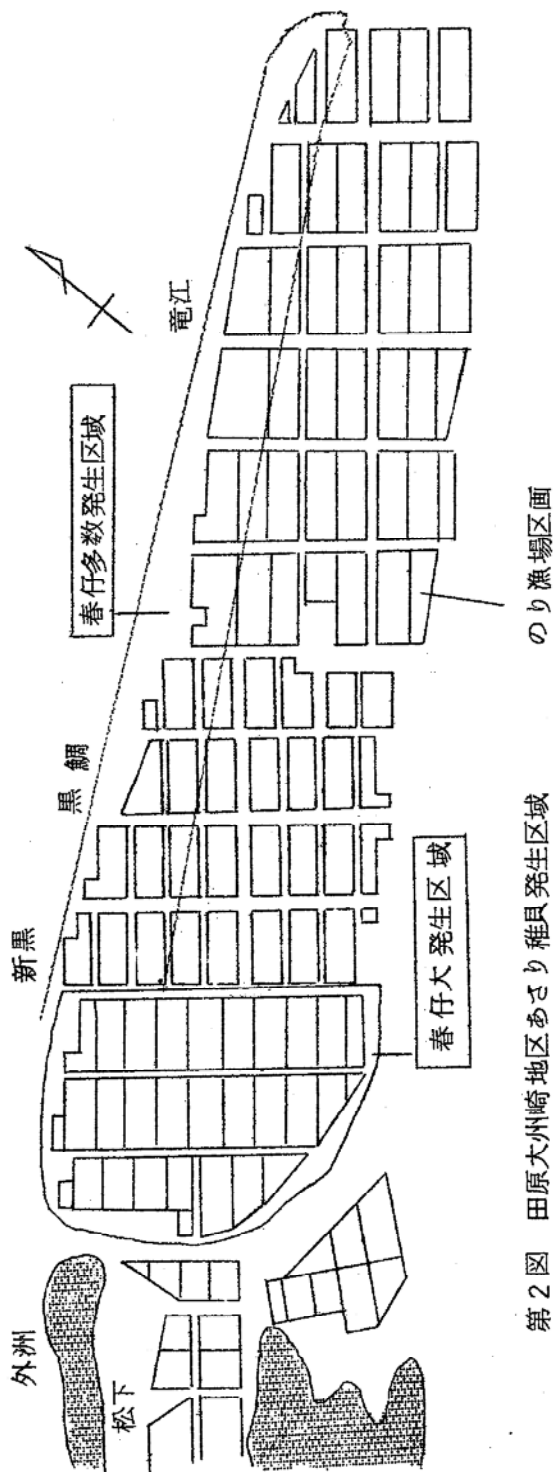 外洲
松下
新黒
黒鯛
竜江
春仔多数発生区域
春仔大発生区域
のり漁場区画
第2図 田原大州崎地区あさり稚貝発生区域